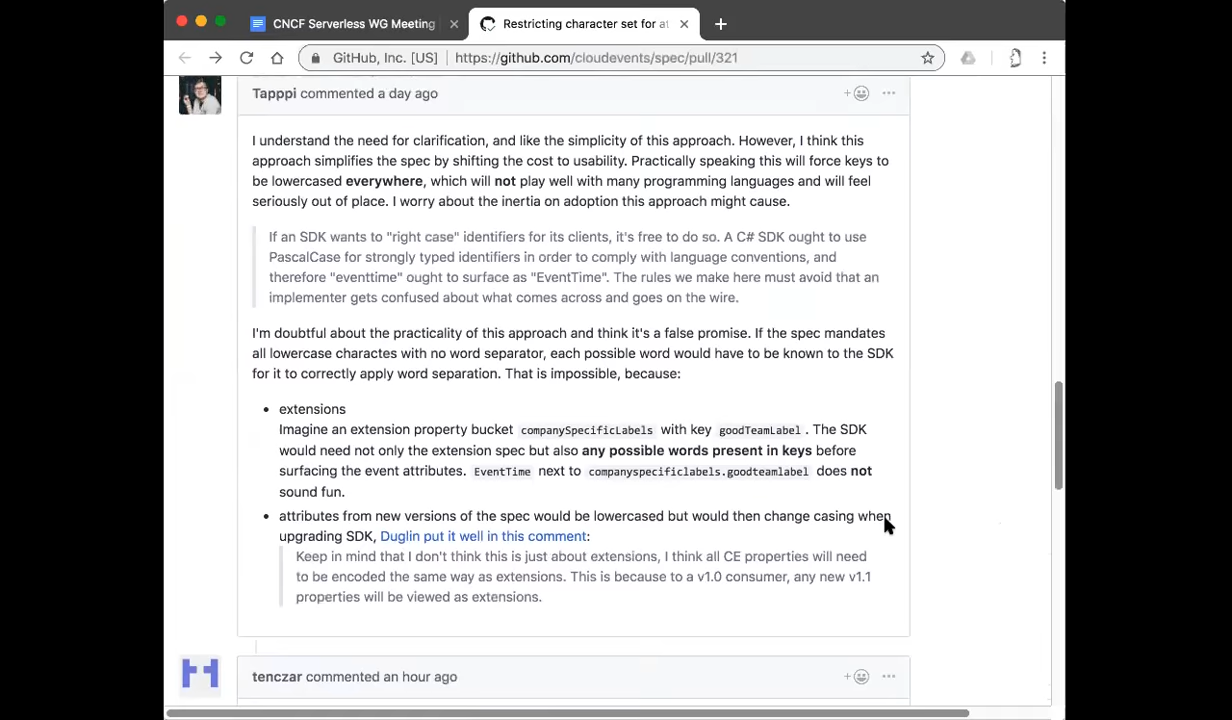 CNCF Serverless WG Meeting
Restricting character set for at
GitHub, Inc. [US] https://github.com/cloudevents/spec/pull/321
Tapppi commented a day ago
I understand the need for clarification, and like the simplicity of this approach. However, I think this
approach simplifies the spec by shifting the cost to usability. Practically speaking this will force keys to
be lowercased everywhere, which will not play well with many programming languages and will feel
seriously out of place. I worry about the inertia on adoption this approach might cause.
If an SDK wants to "right case" identifiers for its clients, it's free to do so. A C# SDK ought to use
PascalCase for strongly typed identifiers in order to comply with language conventions, and
therefore "eventtime" ought to surface as "EventTime". The rules we make here must avoid that an
implementer gets confused about what comes across and goes on the wire.
I'm doubtful about the practicality of this approach and think it's a false promise. If the spec mandates
all lowercase charactes with no word separator, each possible word would have to be known to the SDK
for it to correctly apply word separation. That is impossible, because:
• extensions
Imagine an extension property bucket companySpecificLabels with key goodTeamLabel . The SDK
would need not only the extension spec but also any possible words present in keys before
surfacing the event attributes. EventTime next to companyspecificlabels.goodteamlabel does not
sound fun.
• attributes from new versions of the spec would be lowercased but would then change casing when
upgrading SDK, Duglin put it well in this comment:
Keep in mind that I don't think this is just about extensions, I think all CE properties will need
to be encoded the same way as extensions. This is because to a v1.0 consumer, any new v1.1
properties will be viewed as extensions.
tenczar commented an hour ago